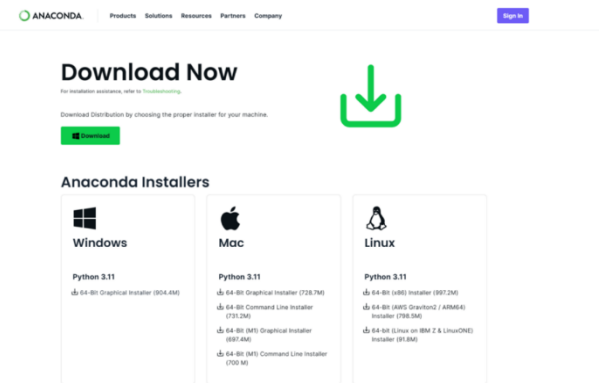 ANACONDA.
Products Solutions Resources Partners Company
Sign In
Download Now
For installation assistance, refer to Troubleshooting.
Download Distribution by choosing the proper installer for your machine.
Download
Anaconda Installers
Windows
Python 3.11
64-Bit Graphical Installer (904.4M)
Mac
Python 3.11
64-Bit Graphical Installer (728.7M)
64-Bit Command Line Installer
(731.2M)
64-Bit (M1) Graphical Installer
(697.4M)
64-Bit (M1) Command Line Installer
(700 M)
Linux
Python 3.11
64-Bit (x86) Installer (997.2M)
64-Bit (AWS Graviton2 / ARM64)
Installer (798.5M)
64-bit (Linux on IBM Z & LinuxONE)
Installer (91.8M)